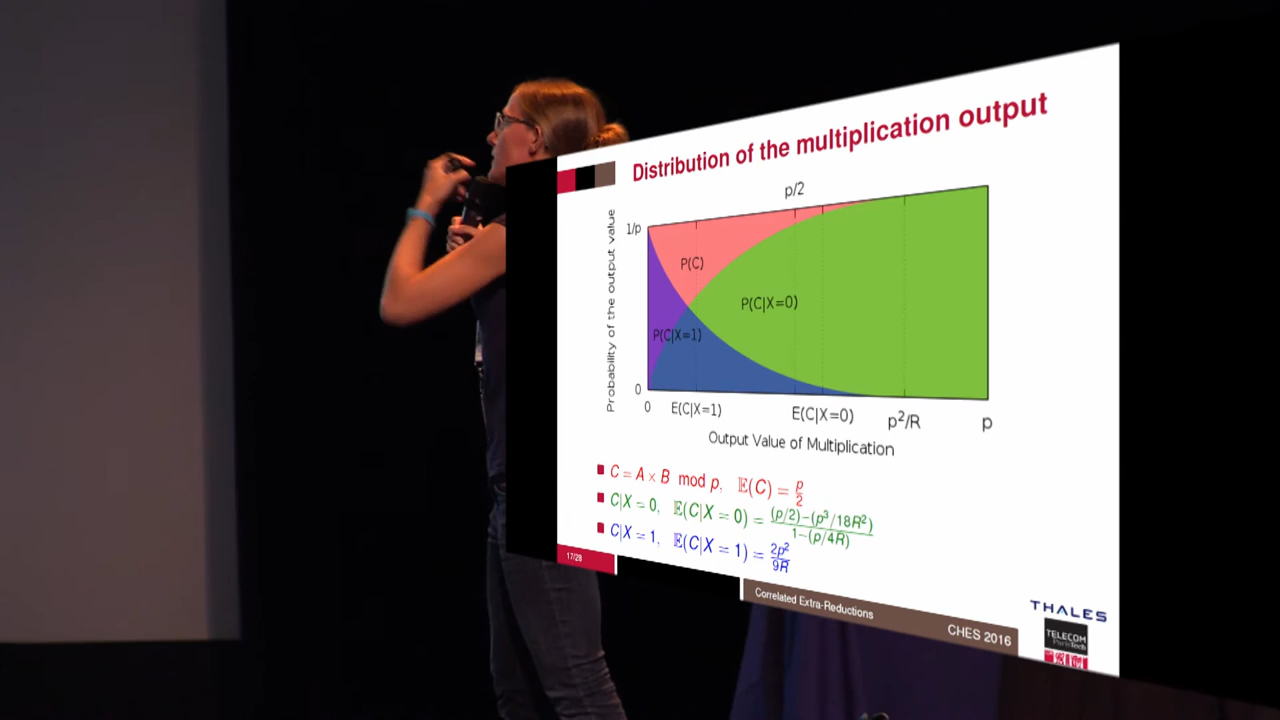 Distribution of the multiplication output
p/2
1/p
P(C)
P(C|X=0)
P(C|X=1)
Probability of the output value
0
0 E(C|X=1) E(C|X=0) p²/R p
Output Value of Multiplication
C = A × B mod p, 𝔼(C) = p/2
C|X = 0, 𝔼(C|X = 0) = (p/2)−(p³/18R²) / 1−(p/4R)
C|X = 1, 𝔼(C|X = 1) = 2p²/9R
17/28
Correlated Extra-Reductions CHES 2016
THALES
TELECOM
ParisTech